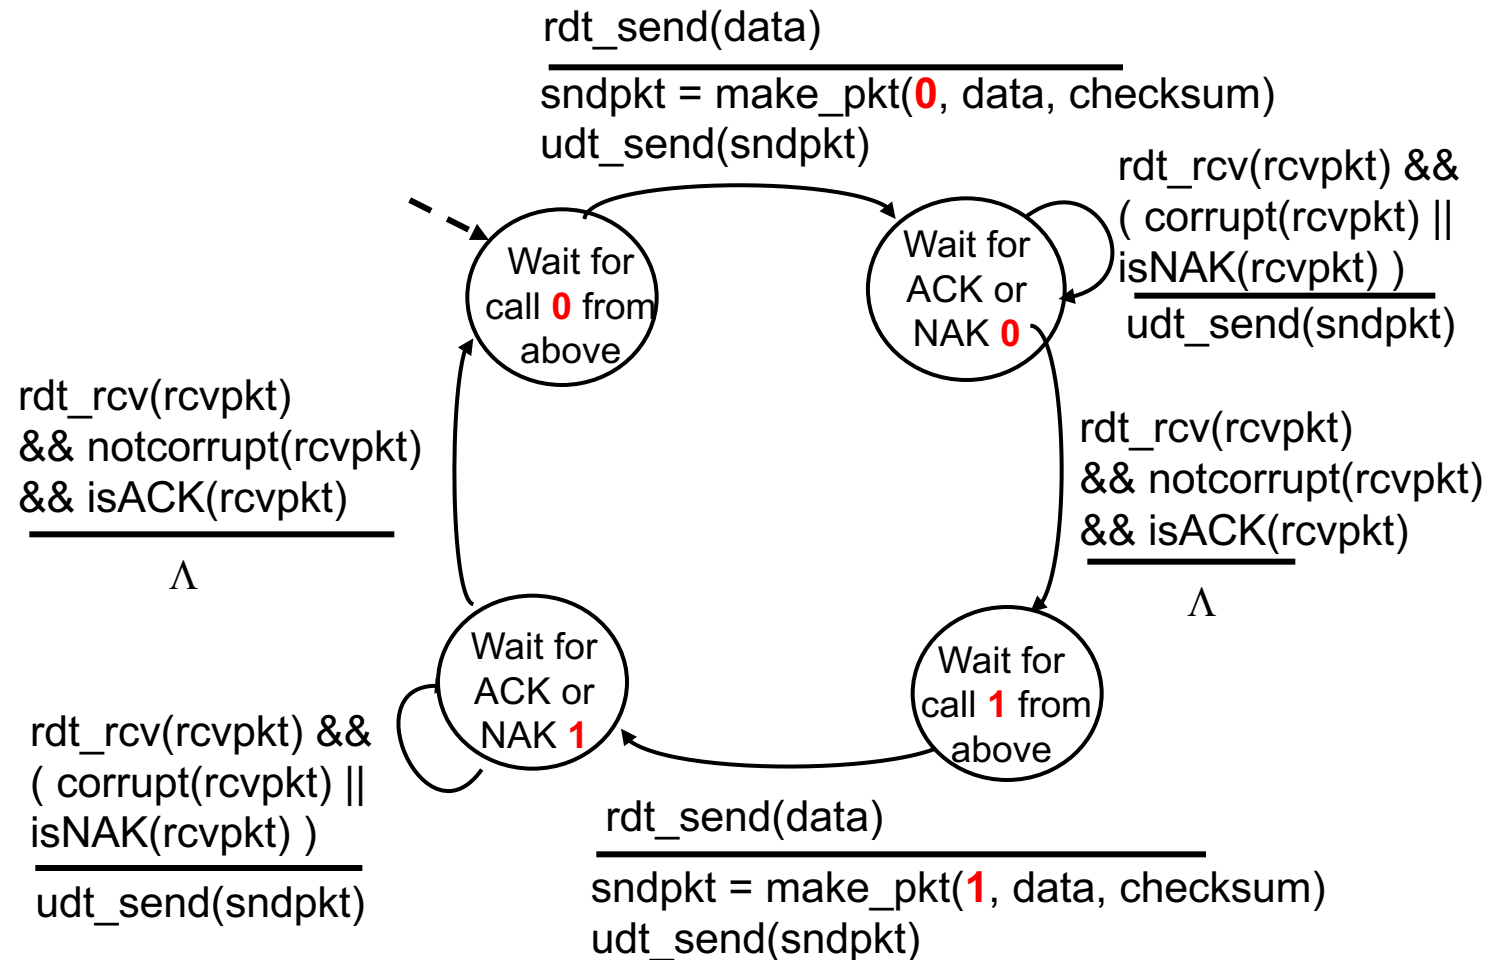 rdt_send(data)
sndpkt = make_pkt(0, data, checksum)
udt_send(sndpkt)
rdt_rcv(rcvpkt) &&
( corrupt(rcvpkt) ||
isNAK(rcvpkt) )
udt_send(sndpkt)
Wait for
call 0 from
above
Wait for
ACK or
NAK 0
rdt_rcv(rcvpkt)
&& notcorrupt(rcvpkt)
&& isACK(rcvpkt)
Λ
rdt_rcv(rcvpkt)
&& notcorrupt(rcvpkt)
&& isACK(rcvpkt)
Λ
Wait for
ACK or
NAK 1
Wait for
call 1 from
above
rdt_rcv(rcvpkt) &&
( corrupt(rcvpkt) ||
isNAK(rcvpkt) )
udt_send(sndpkt)
rdt_send(data)
sndpkt = make_pkt(1, data, checksum)
udt_send(sndpkt)